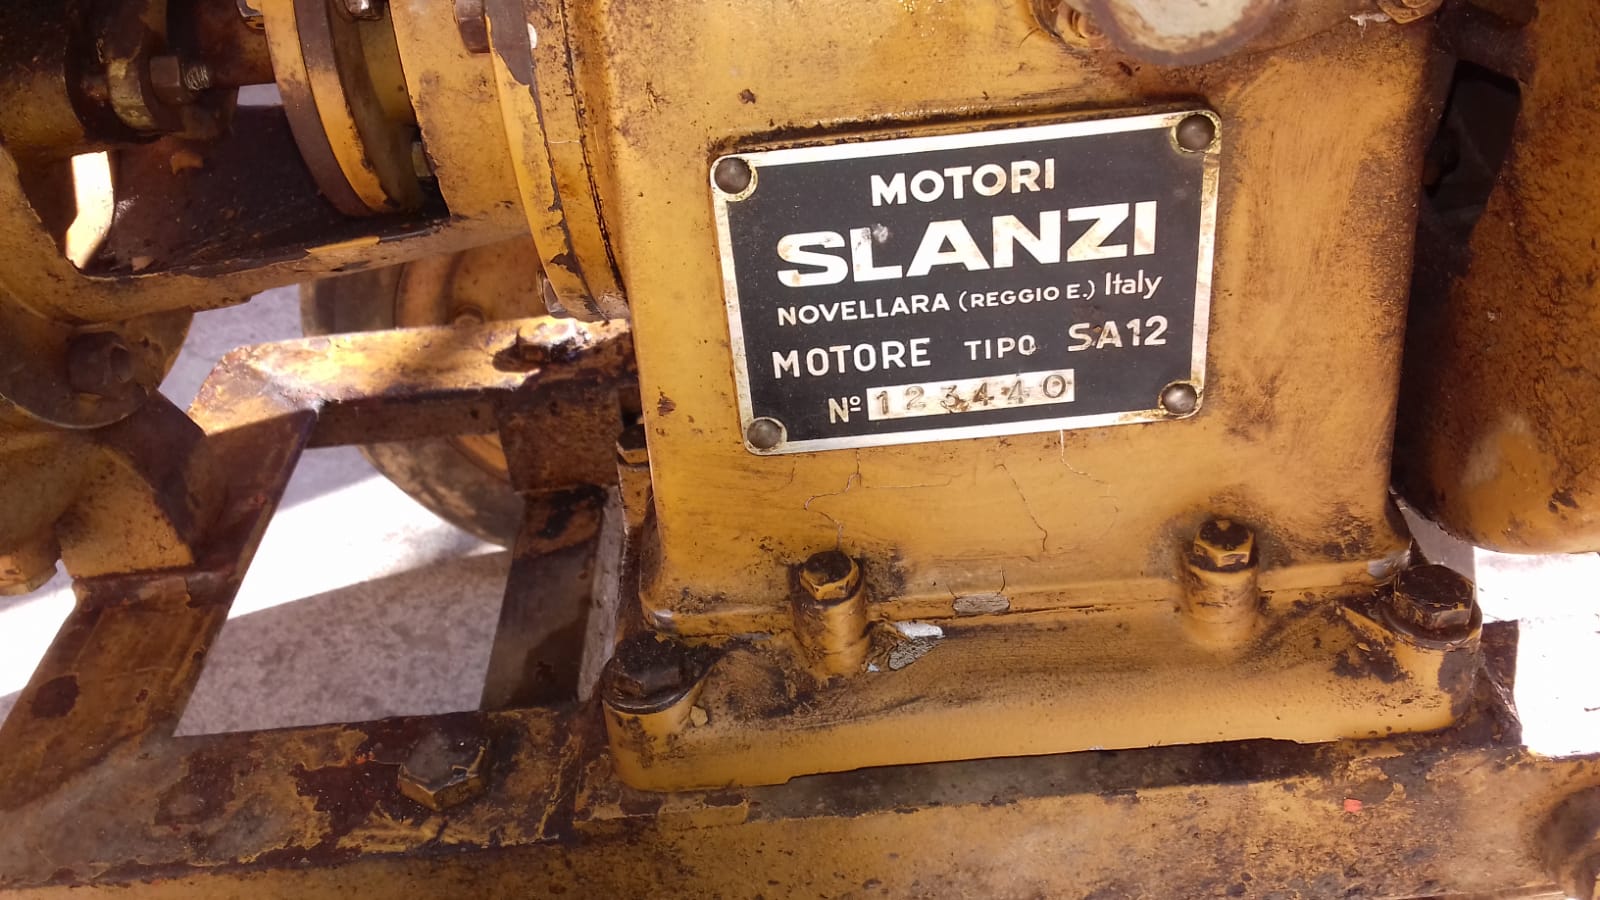 MOTORI
SLANZI
NOVELLARA (REGGIO E.) Italy
MOTORE TIPO SA12
Nº 123440